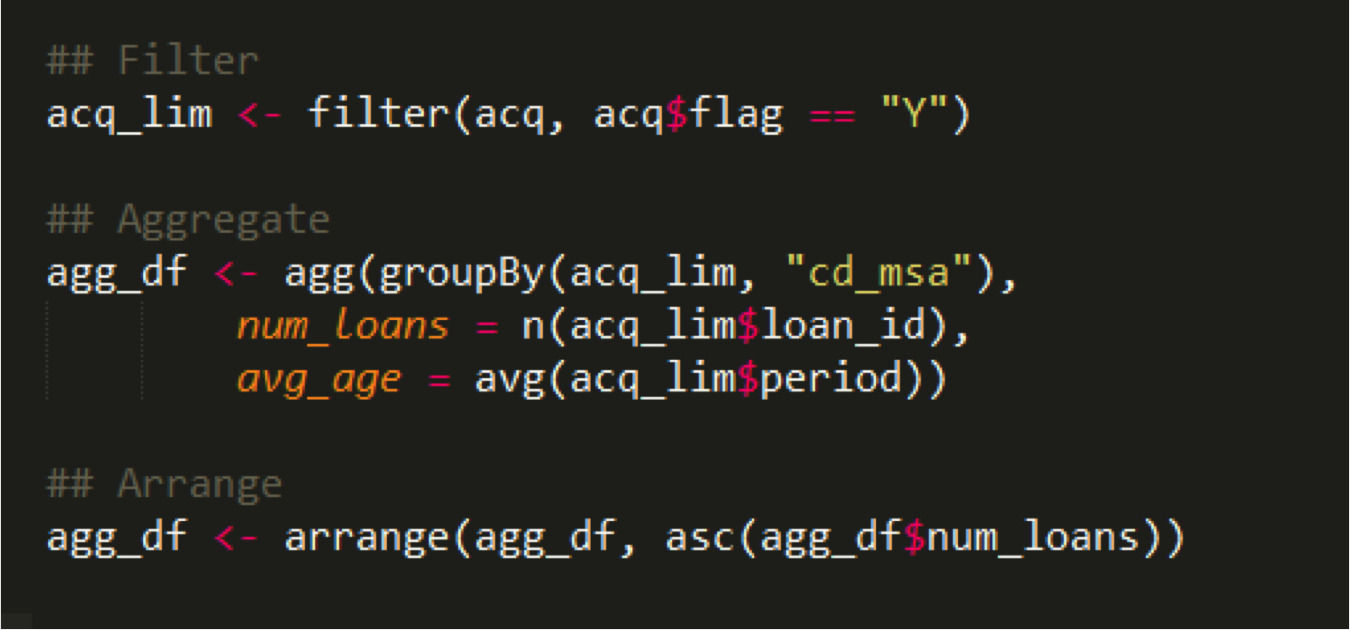 ## Filter
acq_lim <- filter(acq, acq$flag == "Y")
## Aggregate
agg_df <- agg(groupBy(acq_lim, "cd_msa"),
num_loans = n(acq_lim$loan_id),
avg_age = avg(acq_lim$period))
## Arrange
agg_df <- arrange(agg_df, asc(agg_df$num_loans))